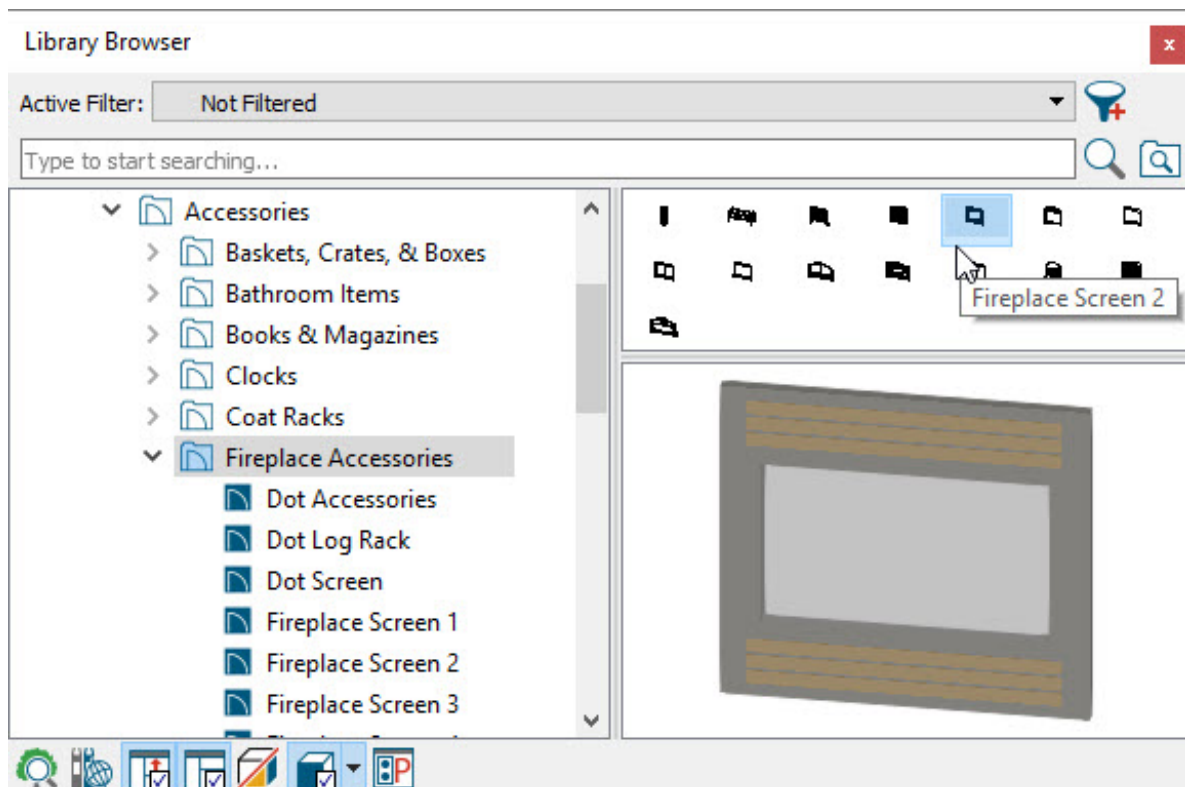 Library Browser
x
Active Filter: Not Filtered
Type to start searching...
Accessories
Baskets, Crates, & Boxes
Bathroom Items
Books & Magazines
Clocks
Coat Racks
Fireplace Accessories
Dot Accessories
Dot Log Rack
Dot Screen
Fireplace Screen 1
Fireplace Screen 2
Fireplace Screen 3
Fireplace Screen 2
P